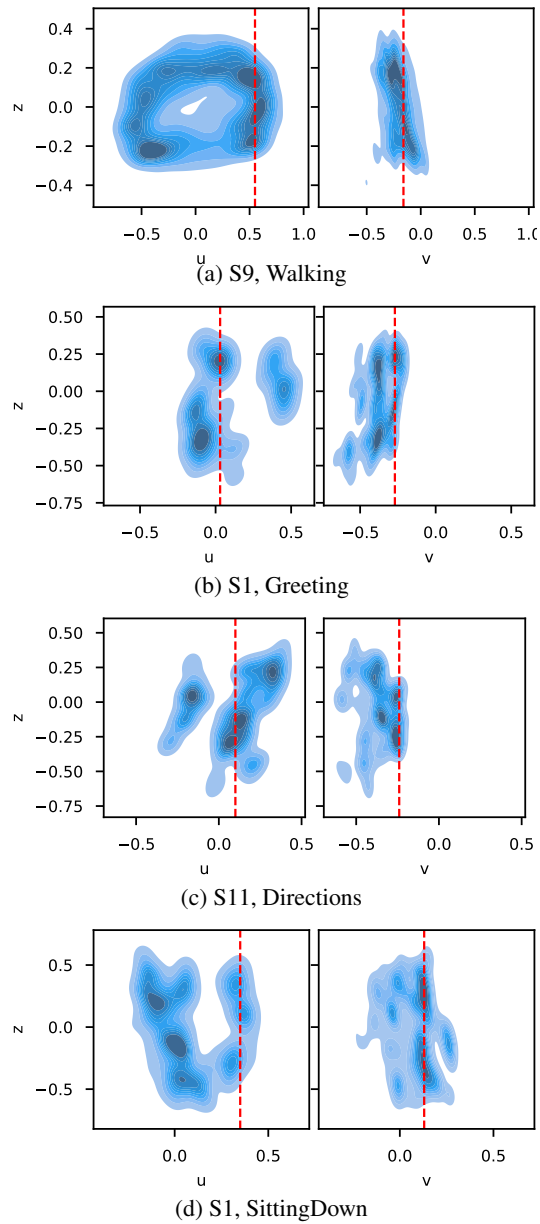 0.4
0.2
0.0
−0.2
−0.4
z
−0.5 0.0 0.5 1.0
u
−0.5 0.0 0.5 1.0
v
(a) S9, Walking
0.50
0.25
0.00
−0.25
−0.50
−0.75
z
−0.5 0.0 0.5
u
−0.5 0.0 0.5
v
(b) S1, Greeting
0.50
0.25
0.00
−0.25
−0.50
−0.75
z
−0.5 0.0 0.5
u
−0.5 0.0 0.5
v
(c) S11, Directions
0.5
0.0
−0.5
z
0.0 0.5
u
0.0 0.5
v
(d) S1, SittingDown